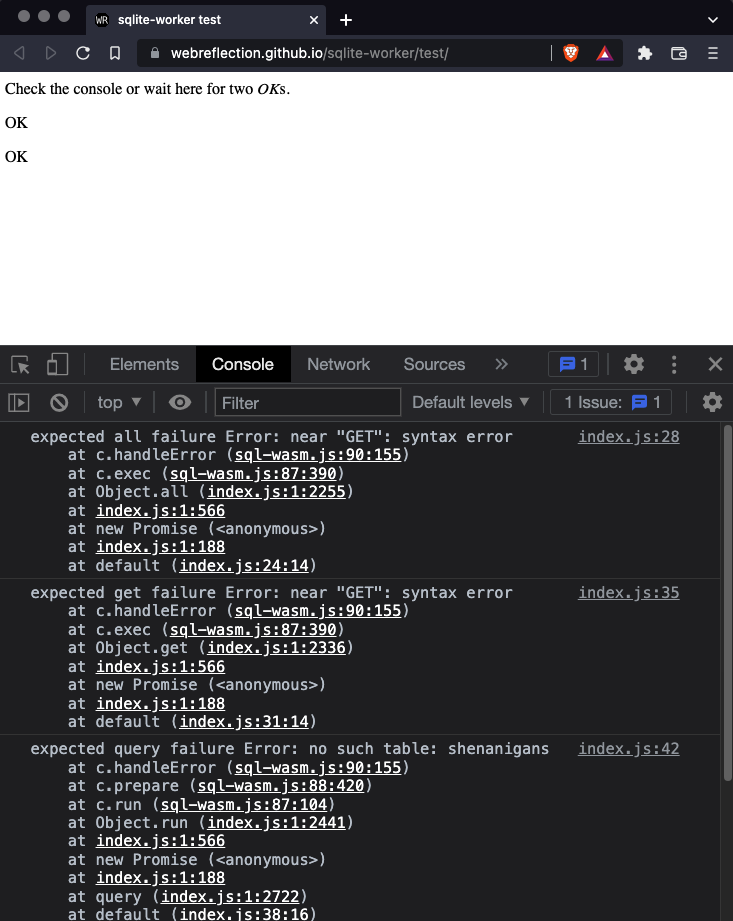 WR sqlite-worker test
webreflection.github.io/sqlite-worker/test/
Check the console or wait here for two OKs.
OK
OK
Elements Console Network Sources 1
top Filter Default levels 1 Issue: 1
expected all failure Error: near "GET": syntax error index.js:28
at c.handleError (sql-wasm.js:90:155)
at c.exec (sql-wasm.js:87:390)
at Object.all (index.js:1:2255)
at index.js:1:566
at new Promise (<anonymous>)
at index.js:1:188
at default (index.js:24:14)
expected get failure Error: near "GET": syntax error index.js:35
at c.handleError (sql-wasm.js:90:155)
at c.exec (sql-wasm.js:87:390)
at Object.get (index.js:1:2336)
at index.js:1:566
at new Promise (<anonymous>)
at index.js:1:188
at default (index.js:31:14)
expected query failure Error: no such table: shenanigans index.js:42
at c.handleError (sql-wasm.js:90:155)
at c.prepare (sql-wasm.js:88:420)
at c.run (sql-wasm.js:87:104)
at Object.run (index.js:1:2441)
at index.js:1:566
at new Promise (<anonymous>)
at index.js:1:188
at query (index.js:1:2722)
at default (index.js:38:16)